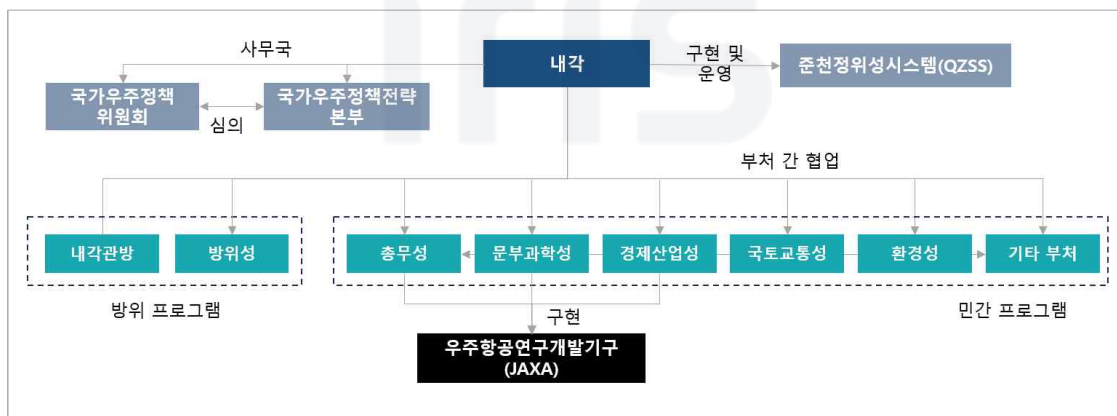 사무국
내각
구현 및
운영
준천정위성시스템(QZSS)
국가우주정책
위원회
심의
국가우주정책전략
본부
부처 간 협업
내각관방
방위성
총무성
문부과학성
경제산업성
국토교통성
환경성
기타 부처
방위 프로그램
구현
민간 프로그램
우주항공연구개발기구
(JAXA)
iris